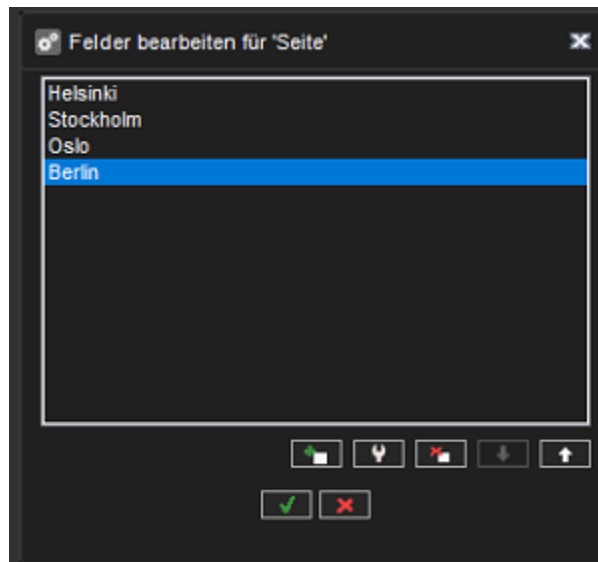 Felder bearbeiten für 'Seite'
Helsinki
Stockholm
Oslo
Berlin